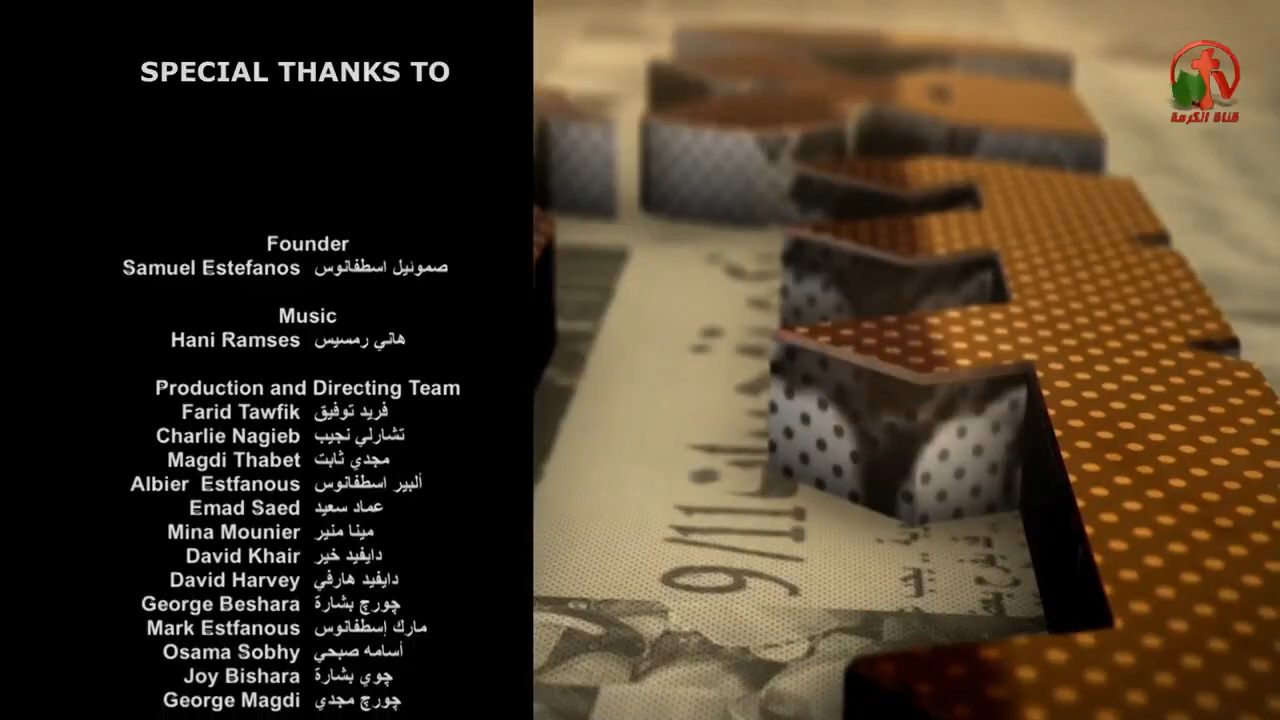 SPECIAL THANKS TO
قناة الكرمة
Founder
Samuel Estefanos صموئيل اسطفانوس
Music
Hani Ramses هاني رمسيس
Production and Directing Team
Farid Tawfik فريد توفيق
Charlie Nagieb تشارلي نجيب
Magdi Thabet مجدي ثابت
Albier Estfanous ألبير اسطفانوس
Emad Saed عماد سعيد
Mina Mounier مينا منير
David Khair دايفيد خير
David Harvey دايفيد هارفي
George Beshara چورچ بشارة
Mark Estfanous مارك إسطفانوس
Osama Sobhy أسامه صبحي
Joy Bishara چوي بشارة
George Magdi چورچ مجدي
9/11